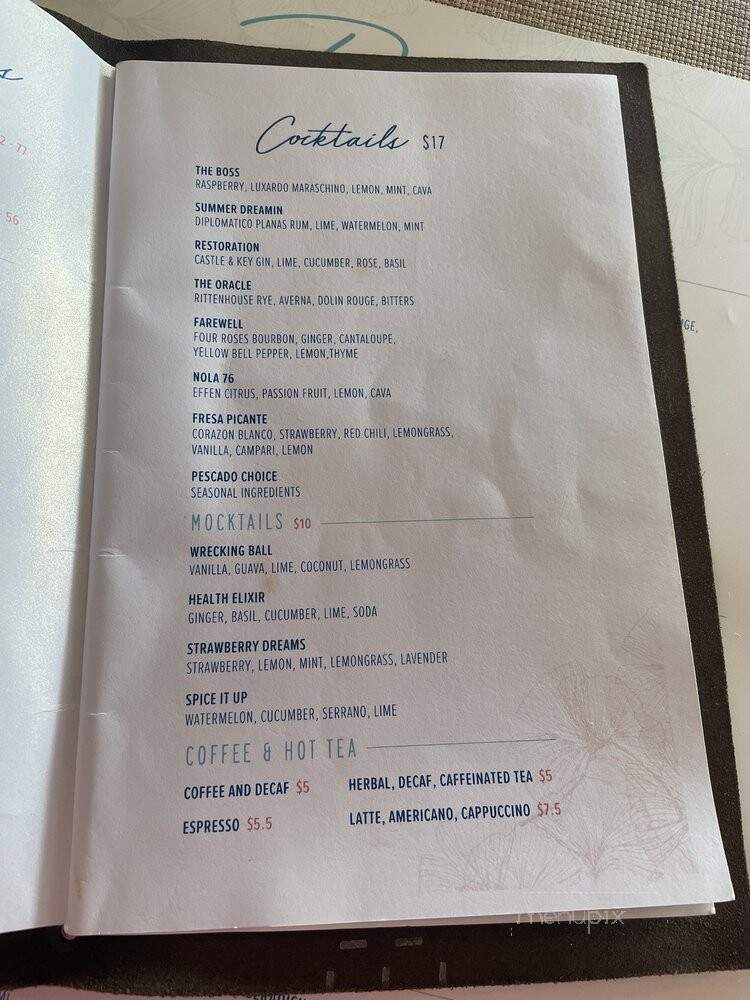 Cocktails $17
THE BOSS
RASPBERRY, LUXARDO MARASCHINO, LEMON, MINT, CAVA
SUMMER DREAMIN
DIPLOMATICO PLANAS RUM, LIME, WATERMELON, MINT
RESTORATION
CASTLE & KEY GIN, LIME, CUCUMBER, ROSE, BASIL
THE ORACLE
RITTENHOUSE RYE, AVERNA, DOLIN ROUGE, BITTERS
FAREWELL
FOUR ROSES BOURBON, GINGER, CANTALOUPE,
YELLOW BELL PEPPER, LEMON,THYME
NOLA 76
EFFEN CITRUS, PASSION FRUIT, LEMON, CAVA
FRESA PICANTE
CORAZON BLANCO, STRAWBERRY, RED CHILI, LEMONGRASS,
VANILLA, CAMPARI, LEMON
PESCADO CHOICE
SEASONAL INGREDIENTS
MOCKTAILS $10
WRECKING BALL
VANILLA, GUAVA, LIME, COCONUT, LEMONGRASS
HEALTH ELIXIR
GINGER, BASIL, CUCUMBER, LIME, SODA
STRAWBERRY DREAMS
STRAWBERRY, LEMON, MINT, LEMONGRASS, LAVENDER
SPICE IT UP
WATERMELON, CUCUMBER, SERRANO, LIME
COFFEE & HOT TEA
COFFEE AND DECAF $5 HERBAL, DECAF, CAFFEINATED TEA $5
ESPRESSO $5.5 LATTE, AMERICANO, CAPPUCCINO $7.5
56
menupix